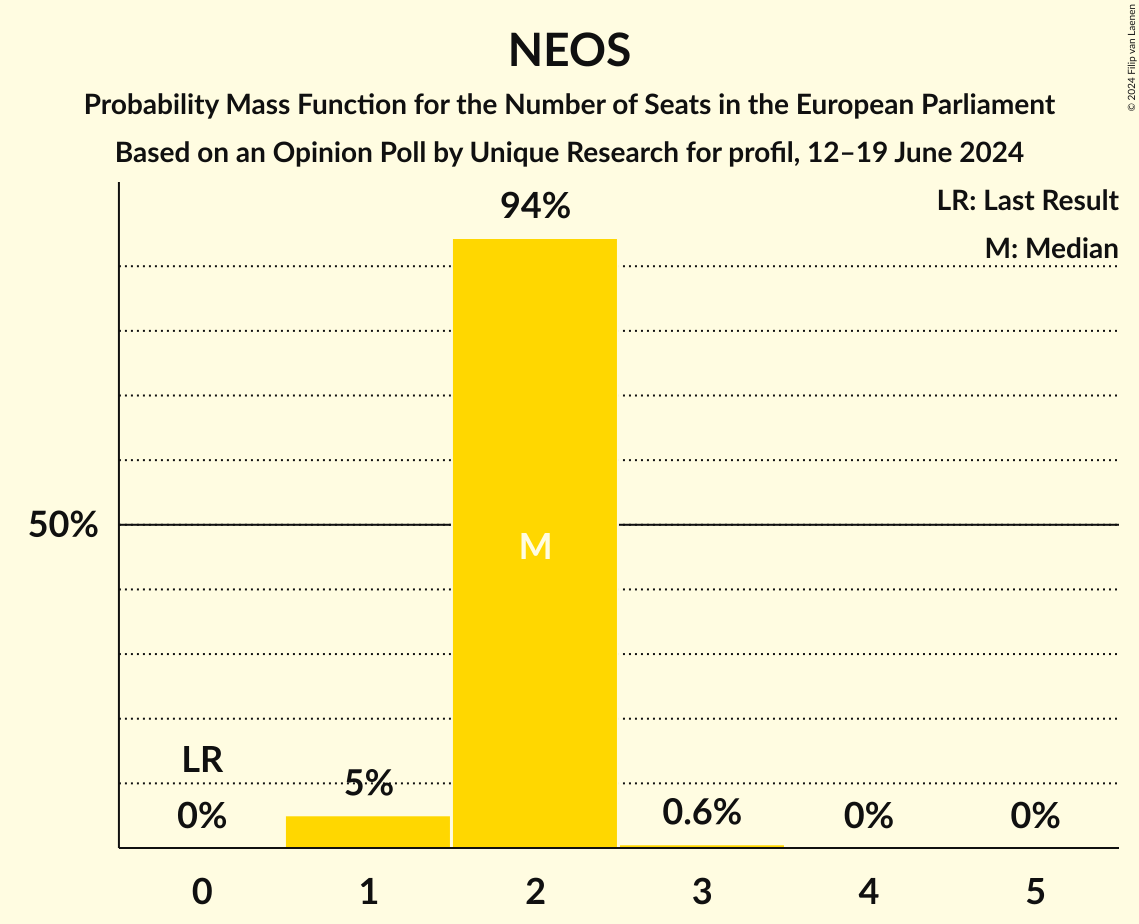 NEOS
Probability Mass Function for the Number of Seats in the European Parliament
Based on an Opinion Poll by Unique Research for profil, 12–19 June 2024
© 2024 Filip van Laenen
LR: Last Result
M: Median
94%
50%
M
LR
0%
5%
0.6%
0%
0%
0 1 2 3 4 5